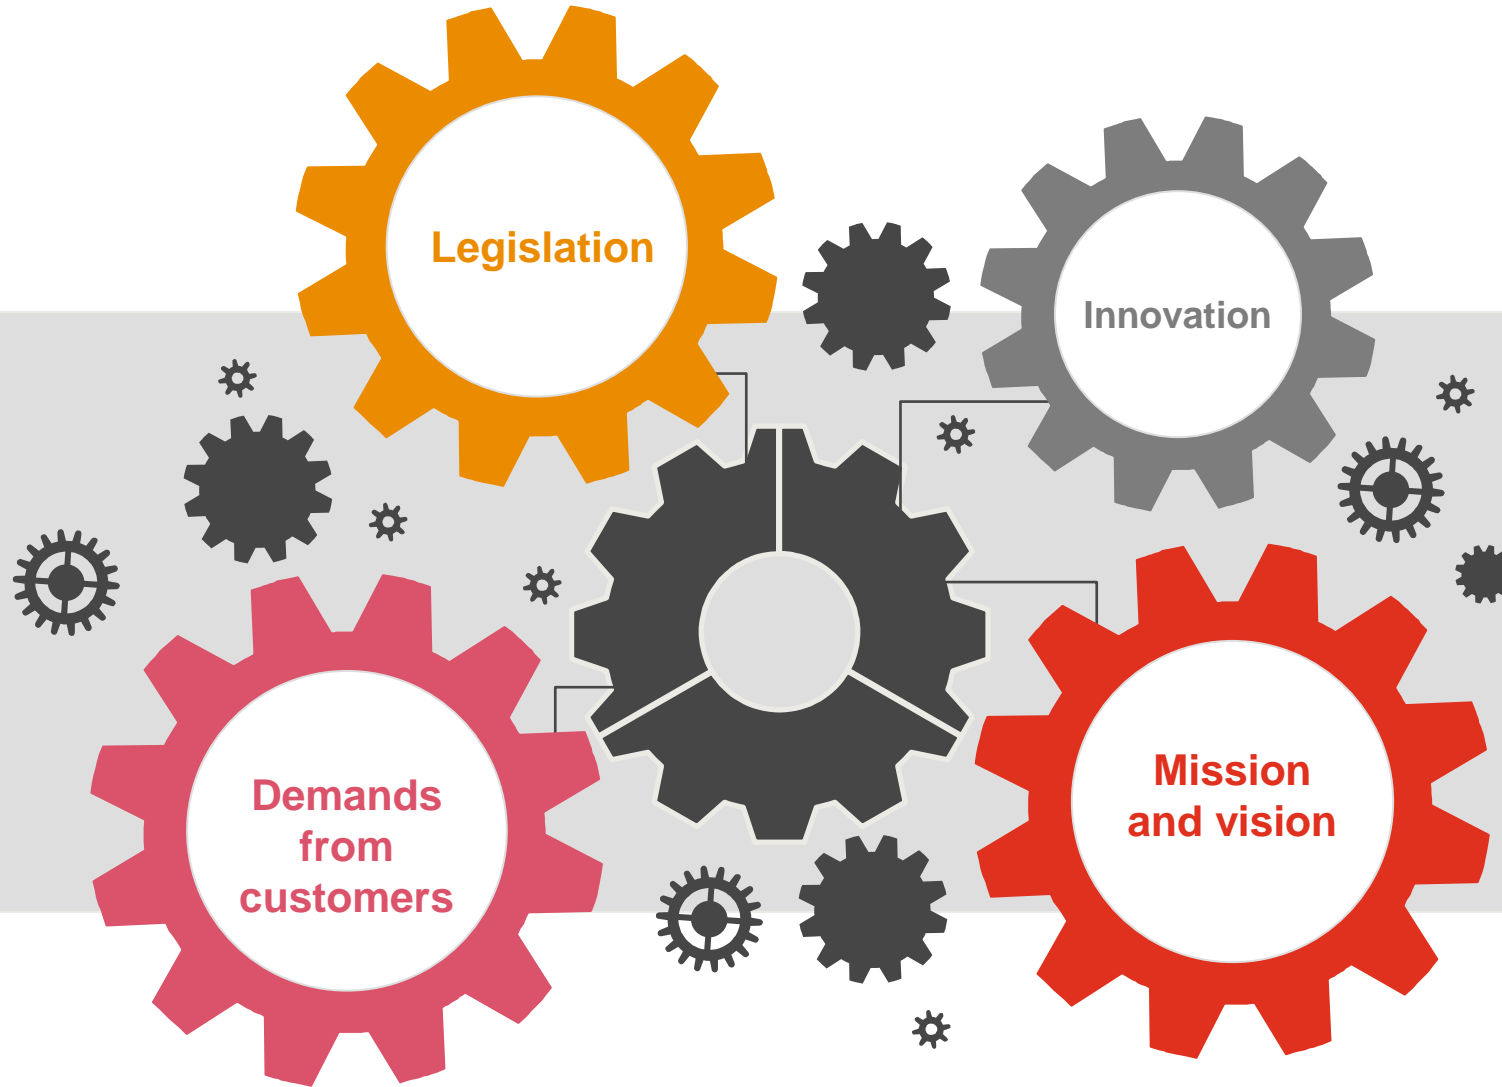 Legislation
Innovation
Demands
from
customers
Mission
and vision